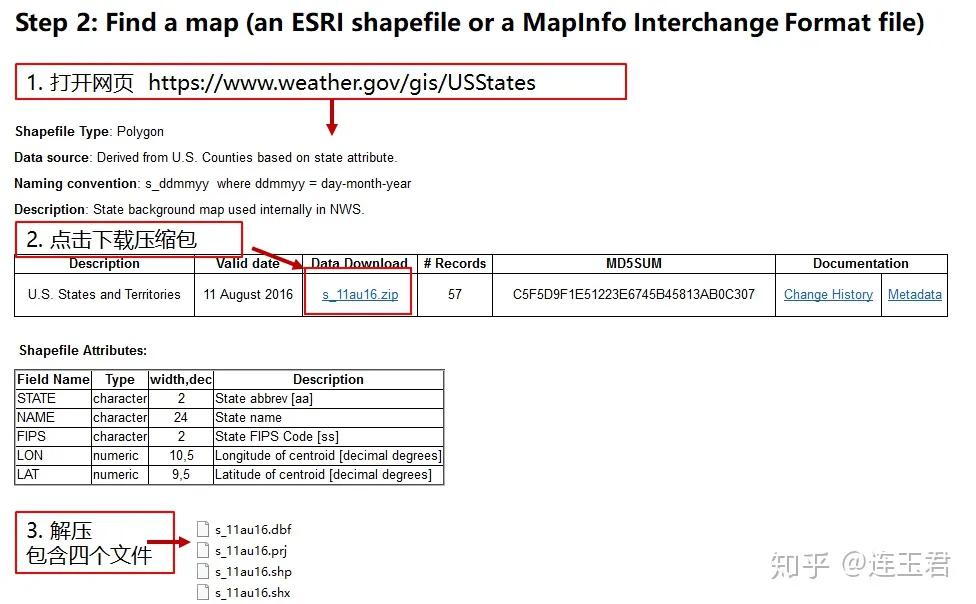 Step 2: Find a map (an ESRI shapefile or a MapInfo Interchange Format file)
1. 打开网页 https://www.weather.gov/gis/USStates
Shapefile Type: Polygon
Data source: Derived from U.S. Counties based on state attribute.
Naming convention: s_ddmmyy where ddmmyy = day-month-year
Description: State background map used internally in NWS.
2. 点击下载压缩包
Description Valid date Data Download # Records MD5SUM Documentation
U.S. States and Territories 11 August 2016 s_11au16.zip 57 C5F5D9F1E51223E6745B45813AB0C307 Change History Metadata
Shapefile Attributes:
Field Name Type width,dec Description
STATE character 2 State abbrev [aa]
NAME character 24 State name
FIPS character 2 State FIPS Code [ss]
LON numeric 10,5 Longitude of centroid [decimal degrees]
LAT numeric 9,5 Latitude of centroid [decimal degrees]
3. 解压
包含四个文件
s_11au16.dbf
s_11au16.prj
s_11au16.shp
s_11au16.shx
知乎 @连玉君